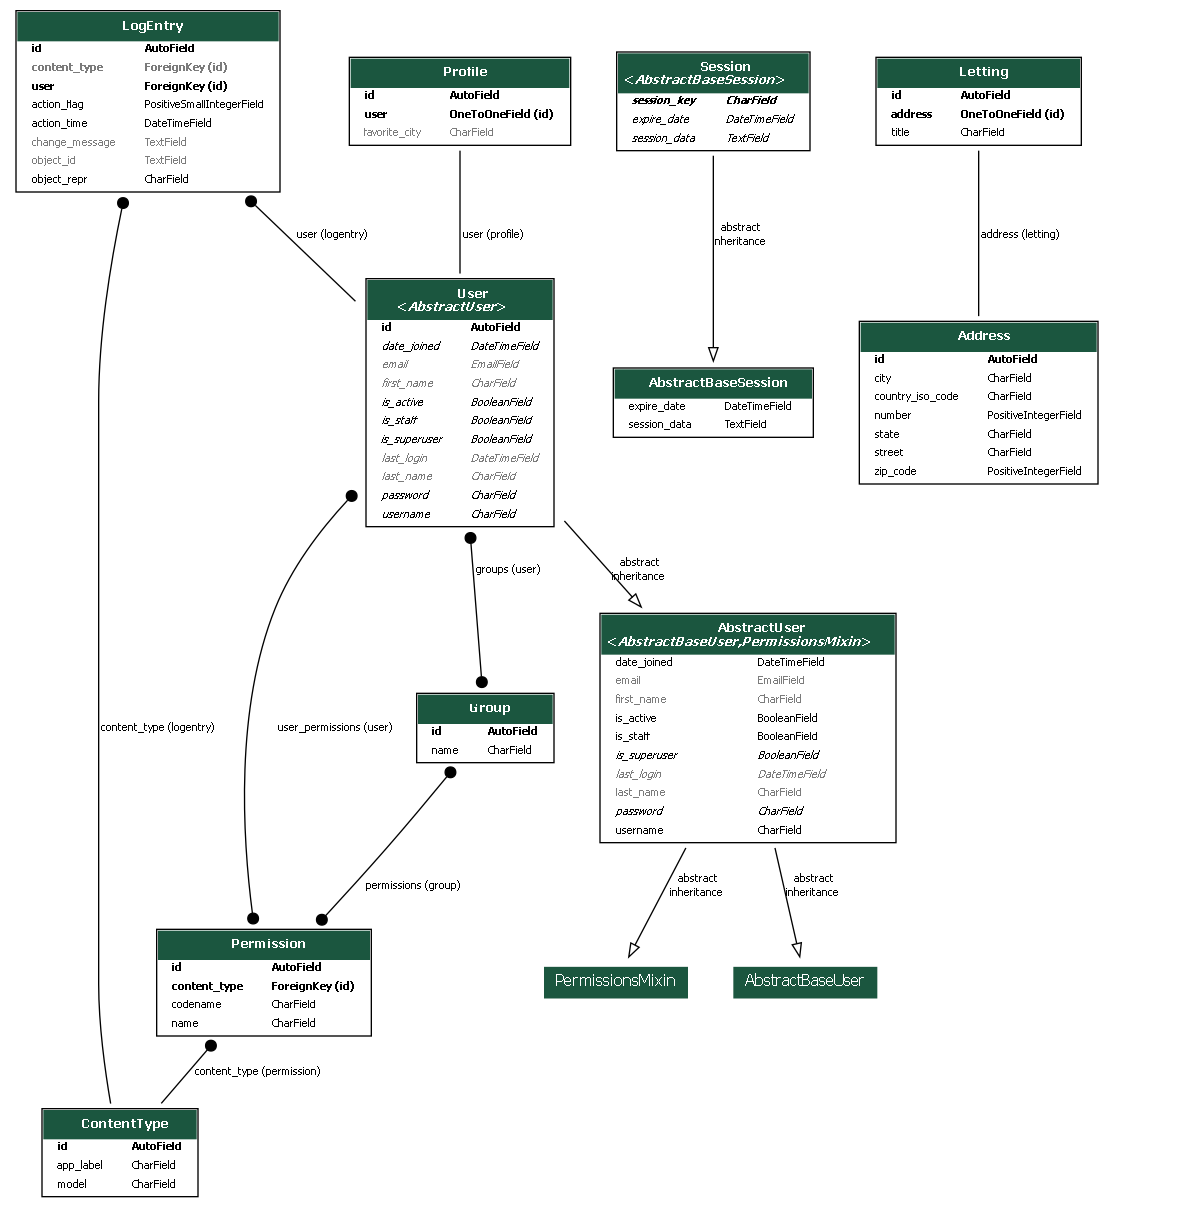 LogEntry
id AutoField
content_type ForeignKey (id)
user ForeignKey (id)
action_flag PositiveSmallIntegerField
action_time DateTimeField
change_message TextField
object_id TextField
object_repr CharField
Profile
id AutoField
user OneToOneField (id)
favorite_city CharField
Session
<AbstractBaseSession>
session_key CharField
expire_date DateTimeField
session_data TextField
Letting
id AutoField
address OneToOneField (id)
title CharField
user (logentry)
user (profile)
abstract
inheritance
address (letting)
User
<AbstractUser>
id AutoField
date_joined DateTimeField
email EmailField
first_name CharField
is_active BooleanField
is_staff BooleanField
is_superuser BooleanField
last_login DateTimeField
last_name CharField
password CharField
username CharField
AbstractBaseSession
expire_date DateTimeField
session_data TextField
Address
id AutoField
city CharField
country_iso_code CharField
number PositiveIntegerField
state CharField
street CharField
zip_code PositiveIntegerField
groups (user)
abstract
inheritance
AbstractUser
<AbstractBaseUser,PermissionsMixin>
date_joined DateTimeField
email EmailField
first_name CharField
is_active BooleanField
is_staff BooleanField
is_superuser BooleanField
last_login DateTimeField
last_name CharField
password CharField
username CharField
content_type (logentry)
user_permissions (user)
Group
id AutoField
name CharField
permissions (group)
abstract
inheritance
abstract
inheritance
Permission
id AutoField
content_type ForeignKey (id)
codename CharField
name CharField
PermissionsMixin
AbstractBaseUser
content_type (permission)
ContentType
id AutoField
app_label CharField
model CharField